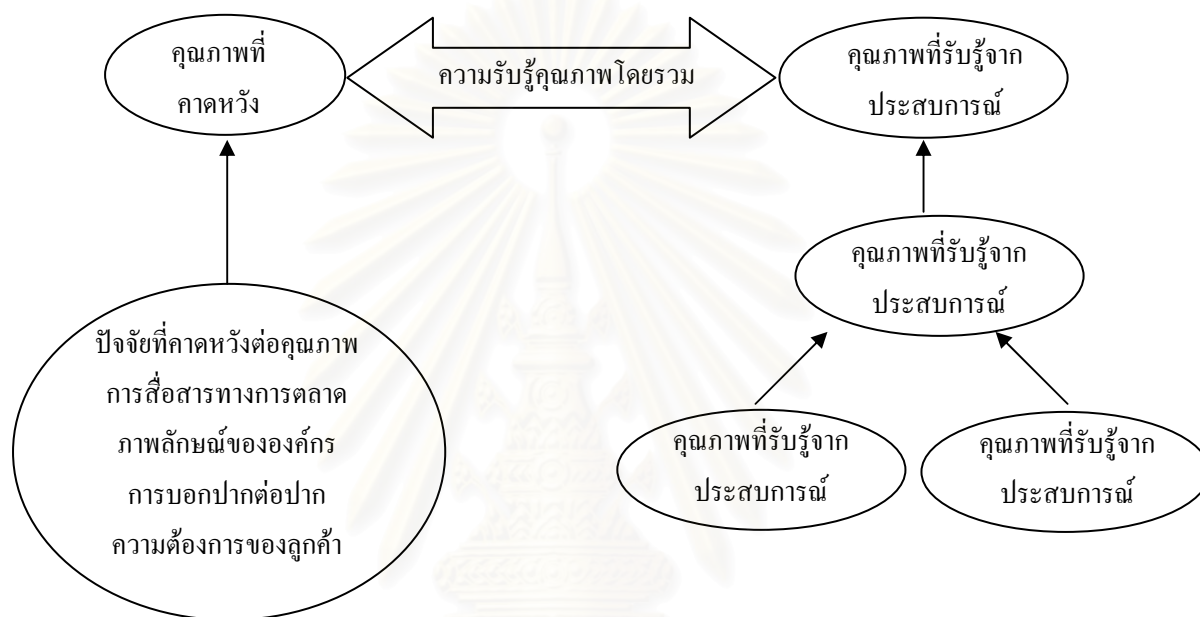 คุณภาพที่
คาดหวัง
ความรับรู้คุณภาพโดยรวม
คุณภาพที่รับรู้จาก
ประสบการณ์
คุณภาพที่รับรู้จาก
ประสบการณ์
ปัจจัยที่คาดหวังต่อคุณภาพ
การสื่อสารทางการตลาด
ภาพลักษณ์ขององค์กร
การบอกปากต่อปาก
ความต้องการของลูกค้า
คุณภาพที่รับรู้จาก
ประสบการณ์
คุณภาพที่รับรู้จาก
ประสบการณ์